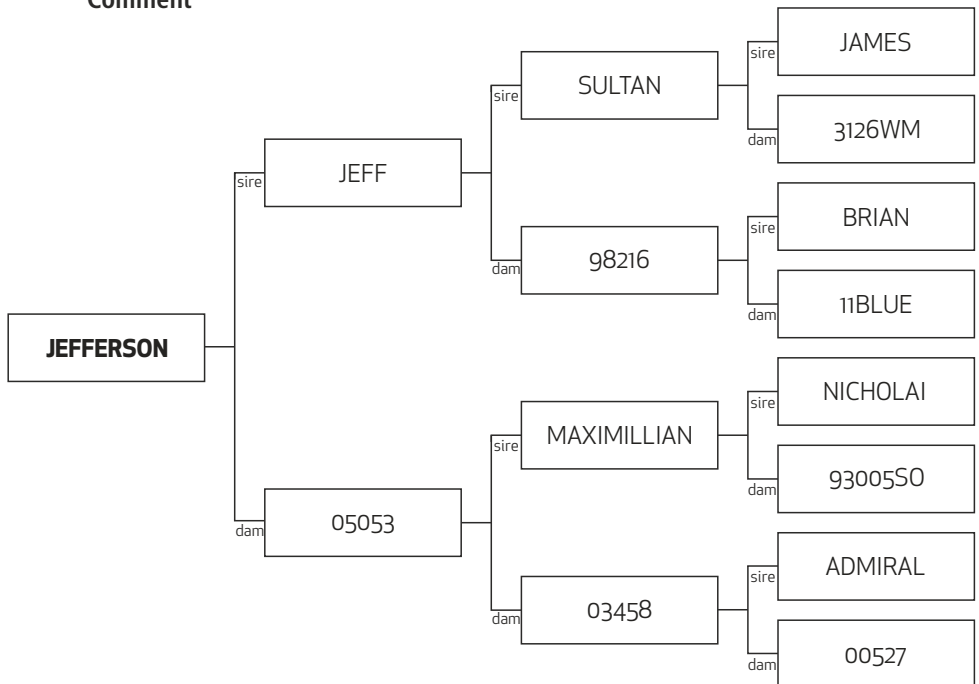 Comment
JAMES
sire
SULTAN
sire
dam
3126WM
JEFF
sire
BRIAN
sire
dam
98216
dam
11BLUE
JEFFERSON
NICHOLAI
sire
MAXIMILLIAN
sire
dam
93005SO
05053
dam
ADMIRAL
sire
dam
03458
dam
00527